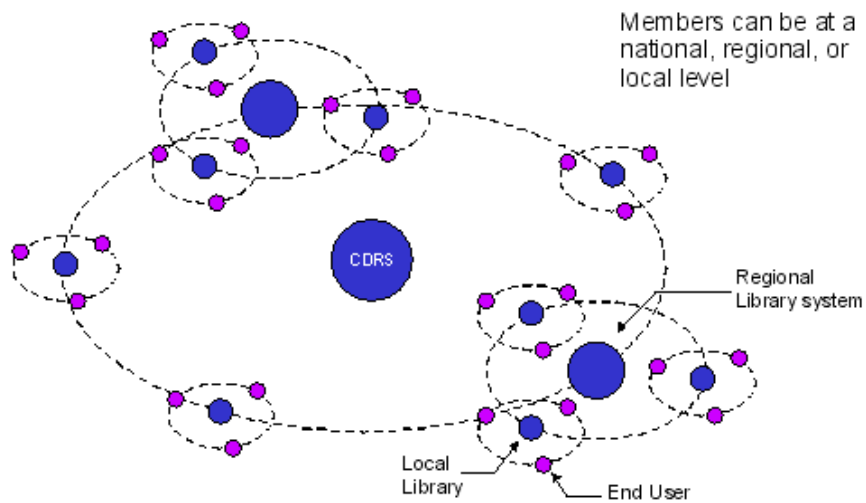 Members can be at a
national, regional, or
local level
CDRS
Regional
Library system
Local
Library
End User